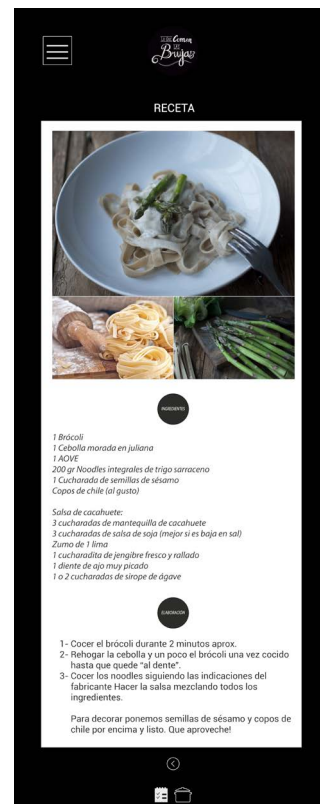 LO QUE Comen
LAS
Brujas
RECETA
INGREDIENTES
1 Brócoli
1 Cebolla morada en juliana
1 AOVE
200 gr Noodles integrales de trigo sarraceno
1 Cucharada de semillas de sésamo
Copos de chile (al gusto)
Salsa de cacahuete:
3 cucharadas de mantequilla de cacahuete
3 cucharadas de salsa de soja (mejor si es baja en sal)
Zumo de 1 lima
1 cucharadita de jengibre fresco y rallado
1 diente de ajo muy picado
1 o 2 cucharadas de sirope de ágave
ELABORACIÓN
1- Cocer el brócoli durante 2 minutos aprox.
2- Rehogar la cebolla y un poco el brócoli una vez cocido
hasta que quede “al dente”.
3- Cocer los noodles siguiendo las indicaciones del
fabricante Hacer la salsa mezclando todos los
ingredientes.
Para decorar ponemos semillas de sésamo y copos de
chile por encima y listo. Que aproveche!